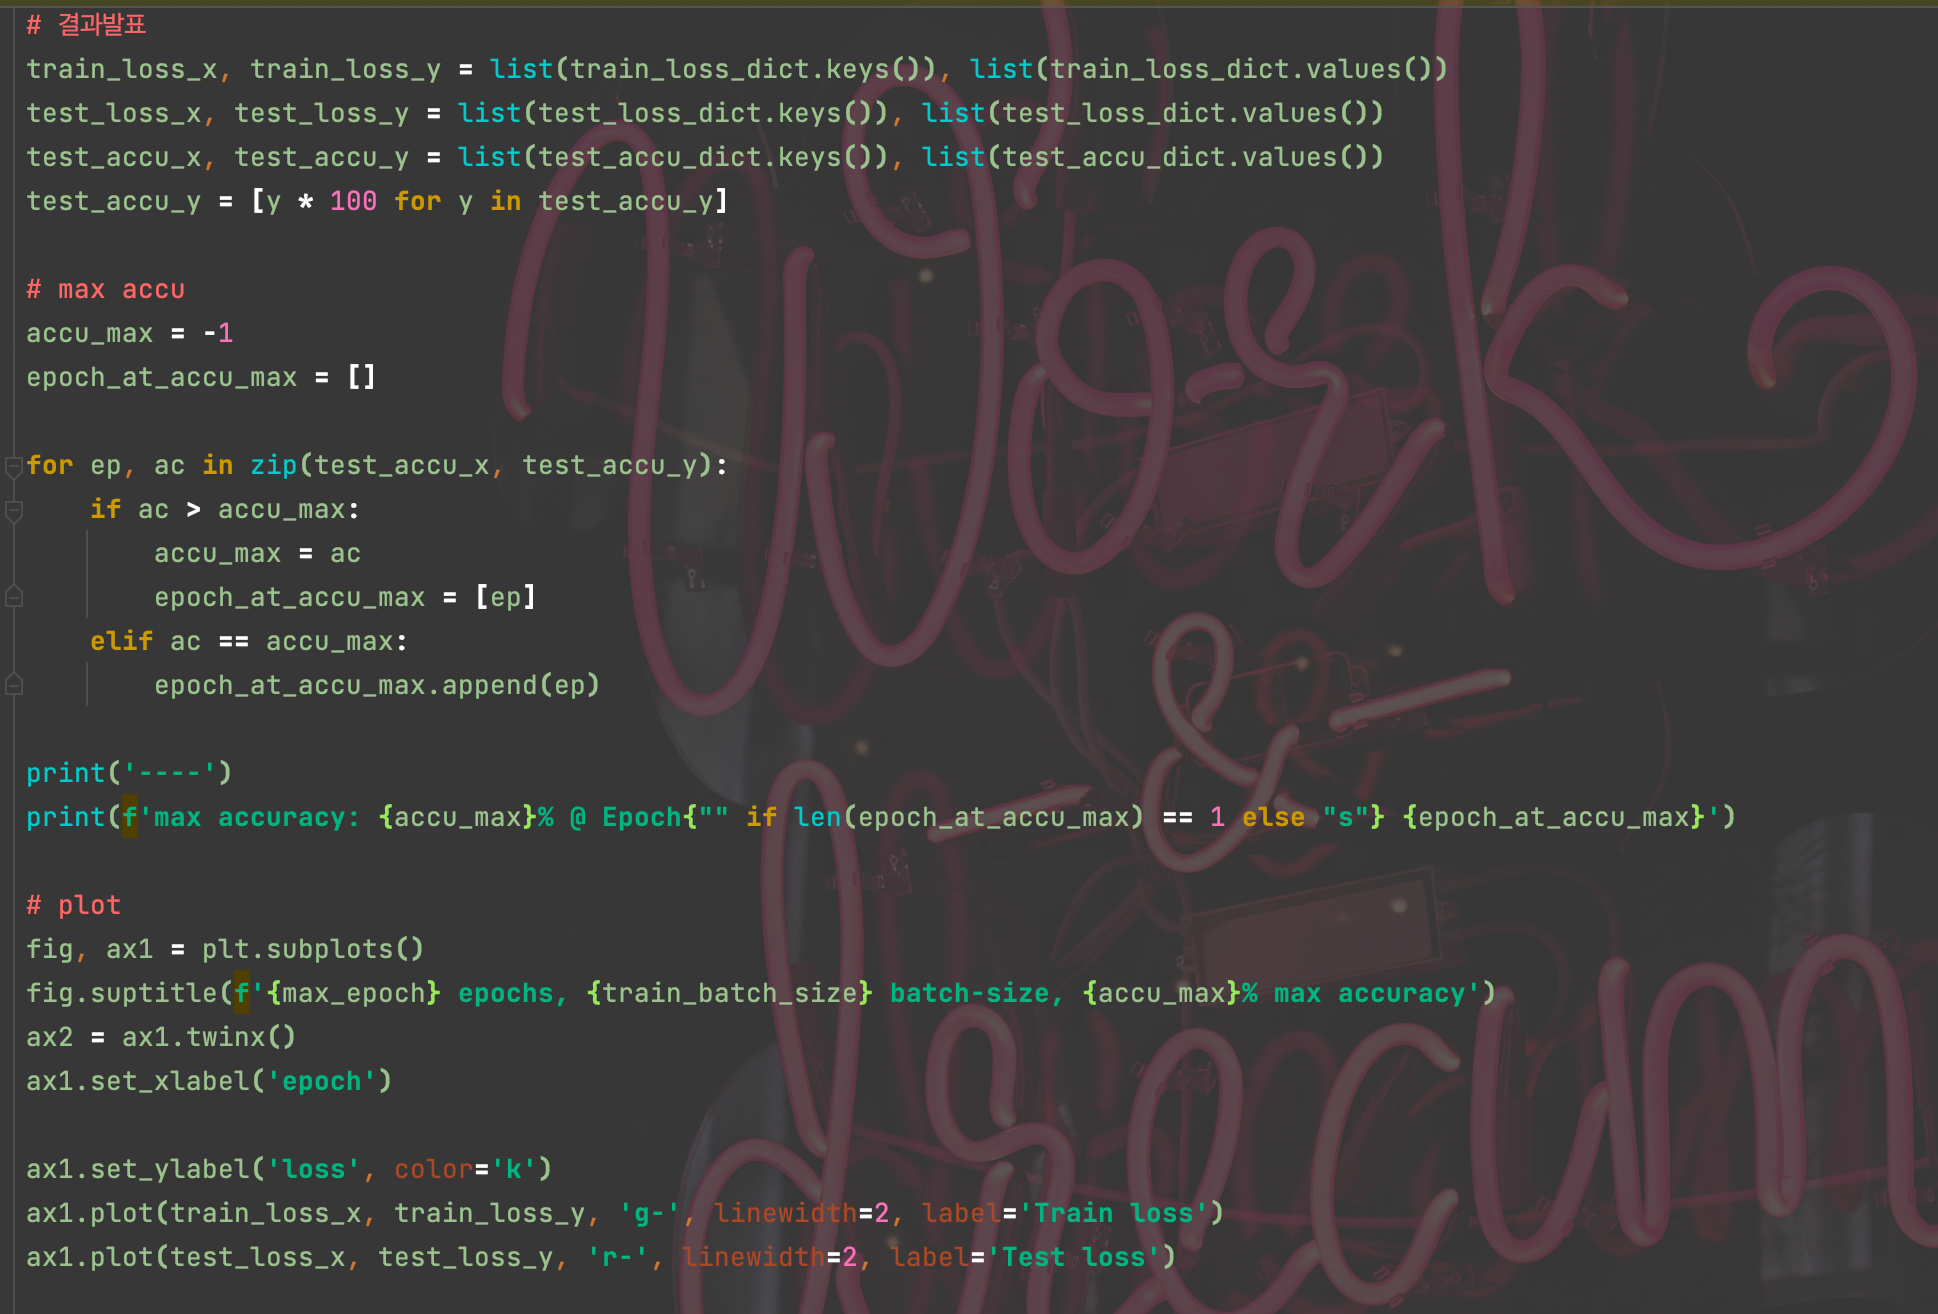 # 결과발표
train_loss_x, train_loss_y = list(train_loss_dict.keys()), list(train_loss_dict.values())
test_loss_x, test_loss_y = list(test_loss_dict.keys()), list(test_loss_dict.values())
test_accu_x, test_accu_y = list(test_accu_dict.keys()), list(test_accu_dict.values())
test_accu_y = [y * 100 for y in test_accu_y]

# max accu
accu_max = -1
epoch_at_accu_max = []

for ep, ac in zip(test_accu_x, test_accu_y):
    if ac > accu_max:
        accu_max = ac
        epoch_at_accu_max = [ep]
    elif ac == accu_max:
        epoch_at_accu_max.append(ep)

print('----')
print(f'max accuracy: {accu_max}% @ Epoch{"" if len(epoch_at_accu_max) == 1 else "s"} {epoch_at_accu_max}')

# plot
fig, ax1 = plt.subplots()
fig.suptitle(f'{max_epoch} epochs, {train_batch_size} batch-size, {accu_max}% max accuracy')
ax2 = ax1.twinx()
ax1.set_xlabel('epoch')

ax1.set_ylabel('loss', color='k')
ax1.plot(train_loss_x, train_loss_y, 'g-', linewidth=2, label='Train loss')
ax1.plot(test_loss_x, test_loss_y, 'r-', linewidth=2, label='Test loss')
Work
&
dream